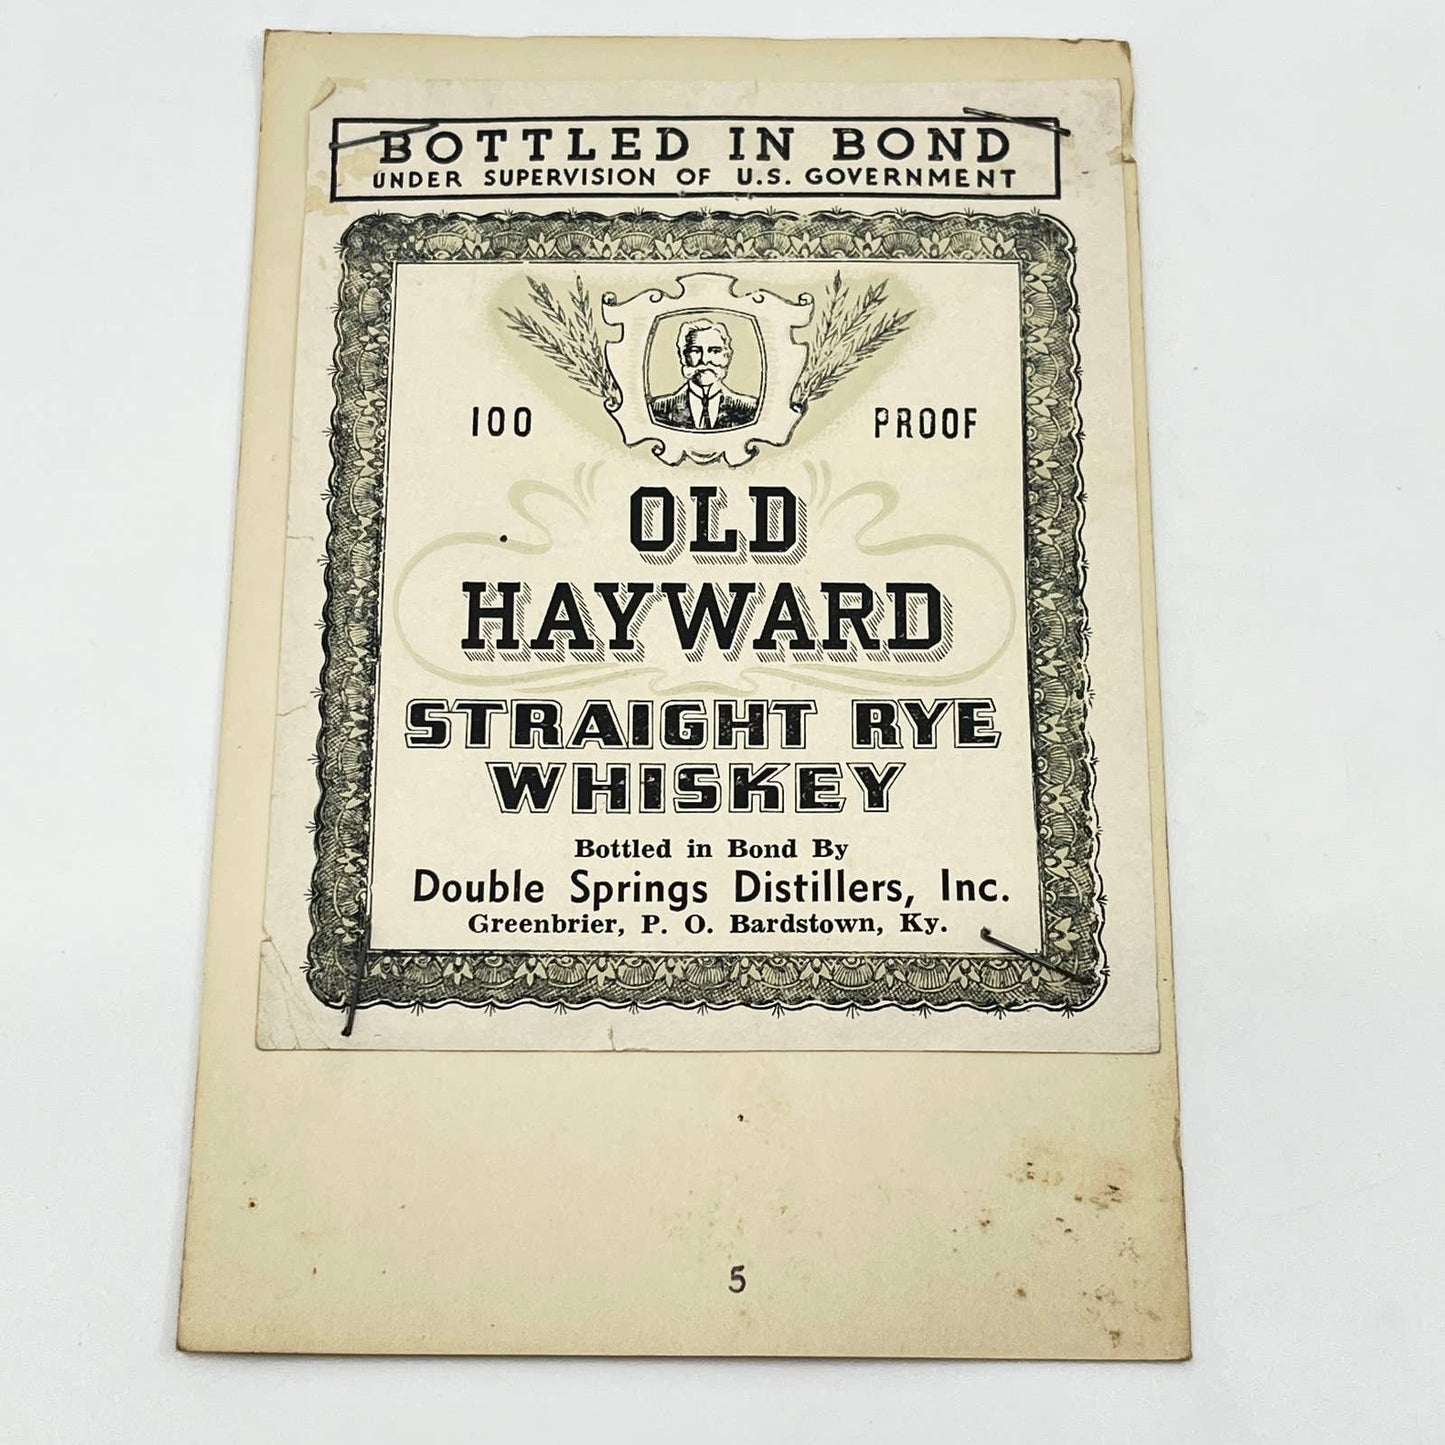 BOTTLED IN BOND
UNDER SUPERVISION OF U.S. GOVERNMENT
100 PROOF
OLD
HAYWARD
STRAIGHT RYE
WHISKEY
Bottled in Bond By
Double Springs Distillers, Inc.
Greenbrier, P. O. Bardstown, Ky.
5